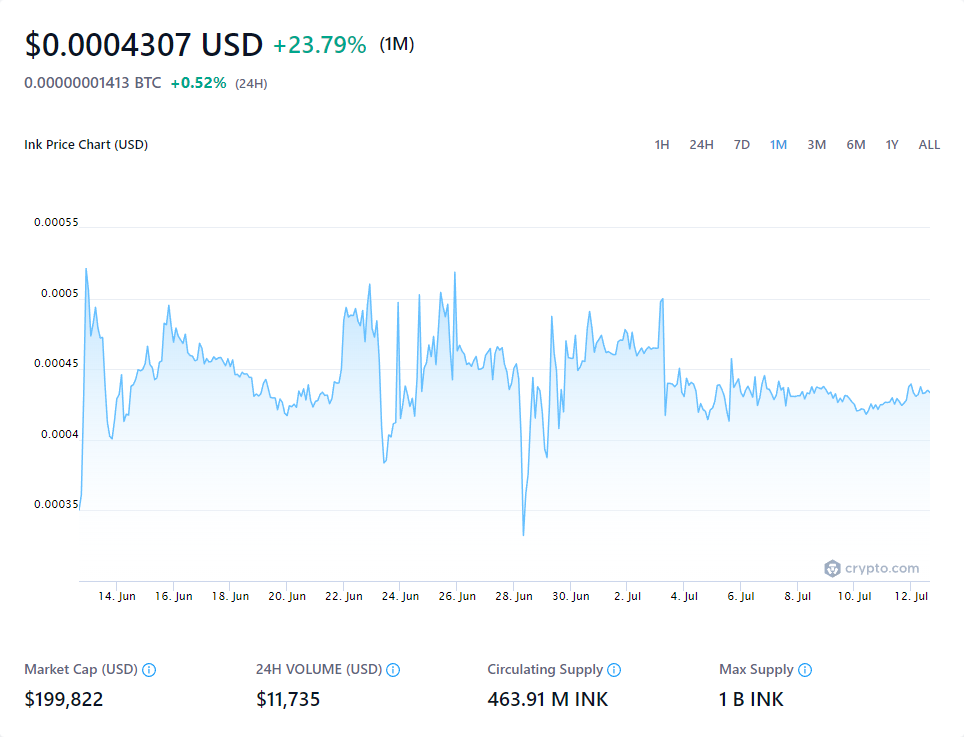 $0.0004307 USD +23.79% (1M)
0.00000001413 BTC +0.52% (24H)
Ink Price Chart (USD) 1H 24H 7D 1M 3M 6M 1Y ALL
0.00055
0.0005
0.00045
0.0004
0.00035
crypto.com
14. Jun 16. Jun 18. Jun 20. Jun 22. Jun 24. Jun 26. Jun 28. Jun 30. Jun 2. Jul 4. Jul 6. Jul 8. Jul 10. Jul 12. Jul
Market Cap (USD) 24H VOLUME (USD) Circulating Supply Max Supply
$199,822 $11,735 463.91 M INK 1 B INK